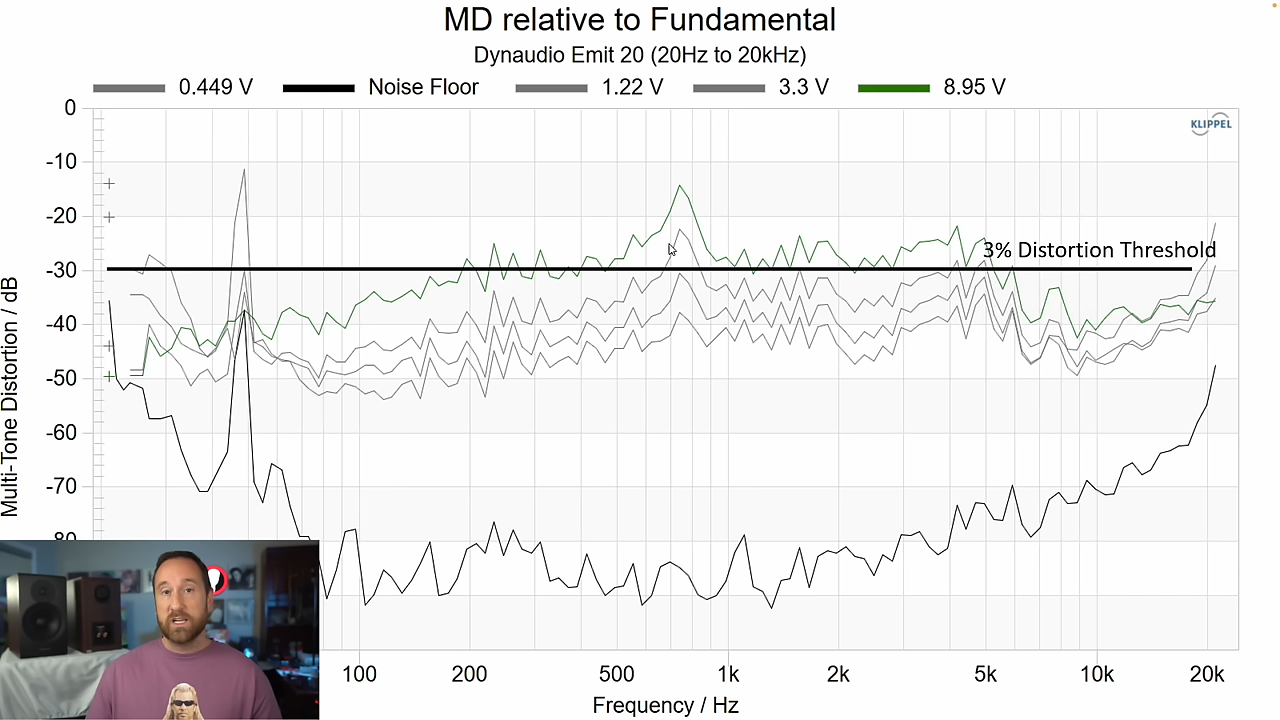 MD relative to Fundamental
Dynaudio Emit 20 (20Hz to 20kHz)
0.449 V Noise Floor 1.22 V 3.3 V 8.95 V
KLIPPEL
3% Distortion Threshold
0
-10
-20
-30
-40
-50
-60
-70
-80
Multi-Tone Distortion / dB
100 200 500 1k 2k 5k 10k 20k
Frequency / Hz